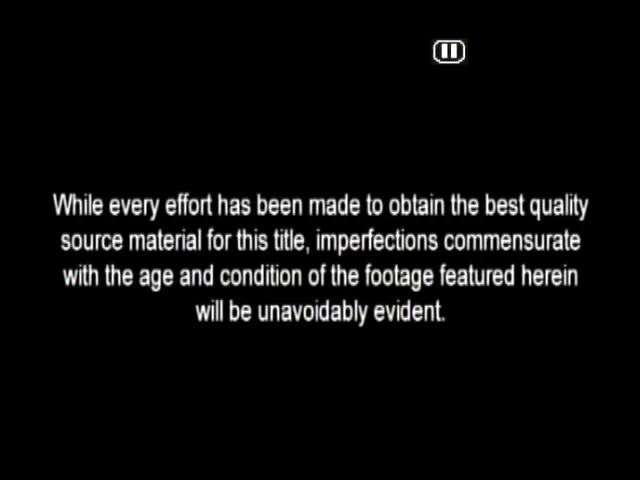 While every effort has been made to obtain the best quality
source material for this title, imperfections commensurate
with the age and condition of the footage featured herein
will be unavoidably evident.